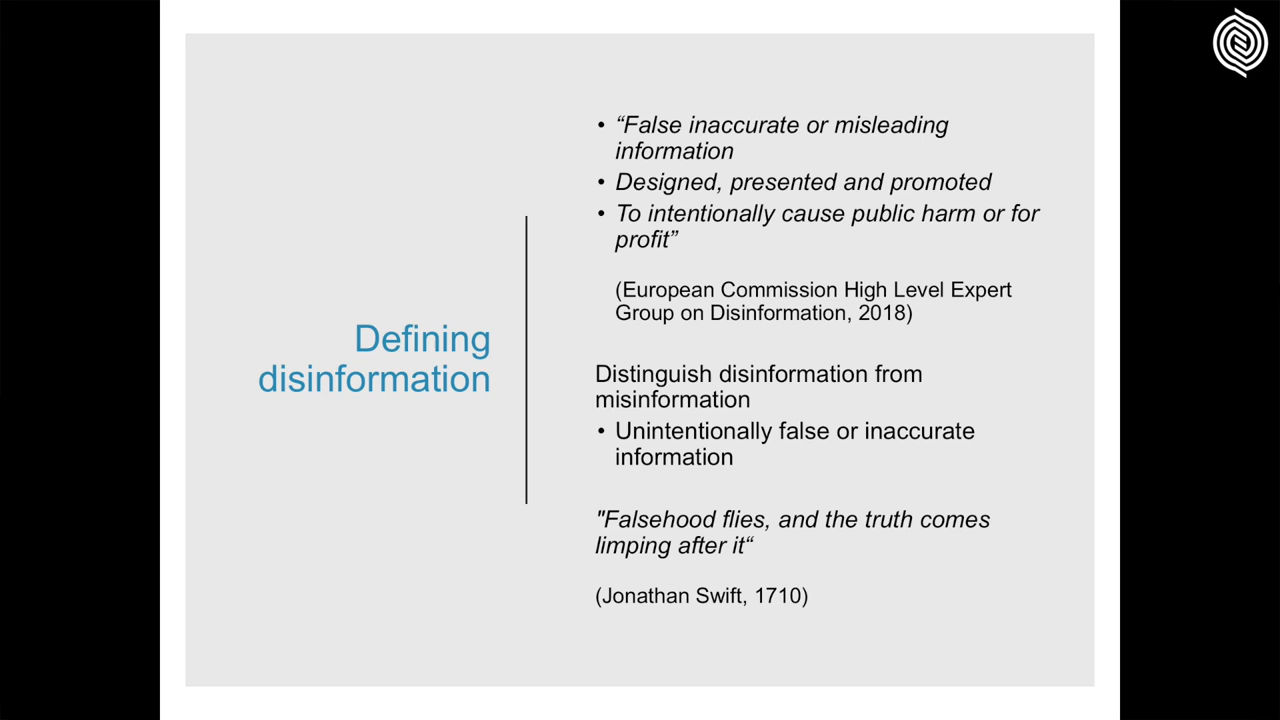 Defining
disinformation
• “False inaccurate or misleading
information
• Designed, presented and promoted
• To intentionally cause public harm or for
profit”
(European Commission High Level Expert
Group on Disinformation, 2018)
Distinguish disinformation from
misinformation
• Unintentionally false or inaccurate
information
"Falsehood flies, and the truth comes
limping after it“
(Jonathan Swift, 1710)